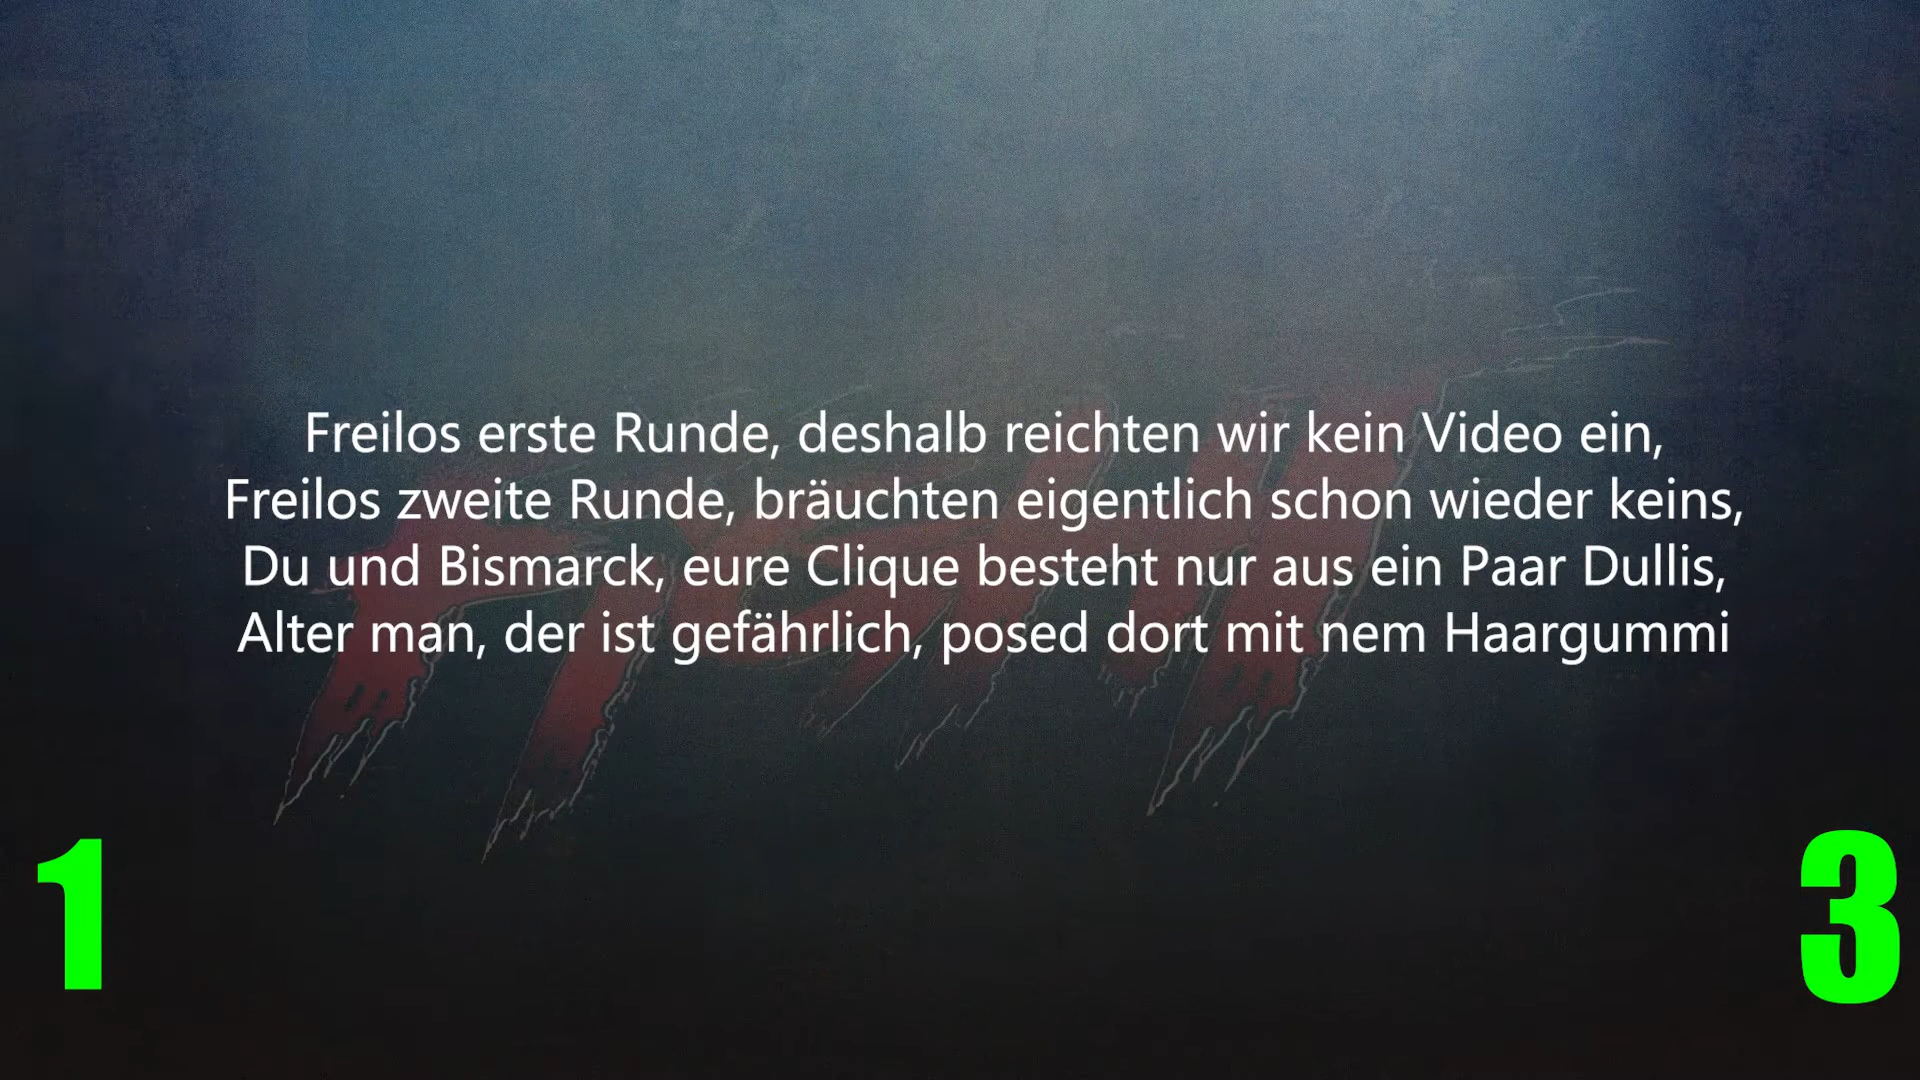 Freilos erste Runde, deshalb reichten wir kein Video ein,
Freilos zweite Runde, bräuchten eigentlich schon wieder keins,
Du und Bismarck, eure Clique besteht nur aus ein Paar Dullis,
Alter man, der ist gefährlich, posed dort mit nem Haargummi
1
3